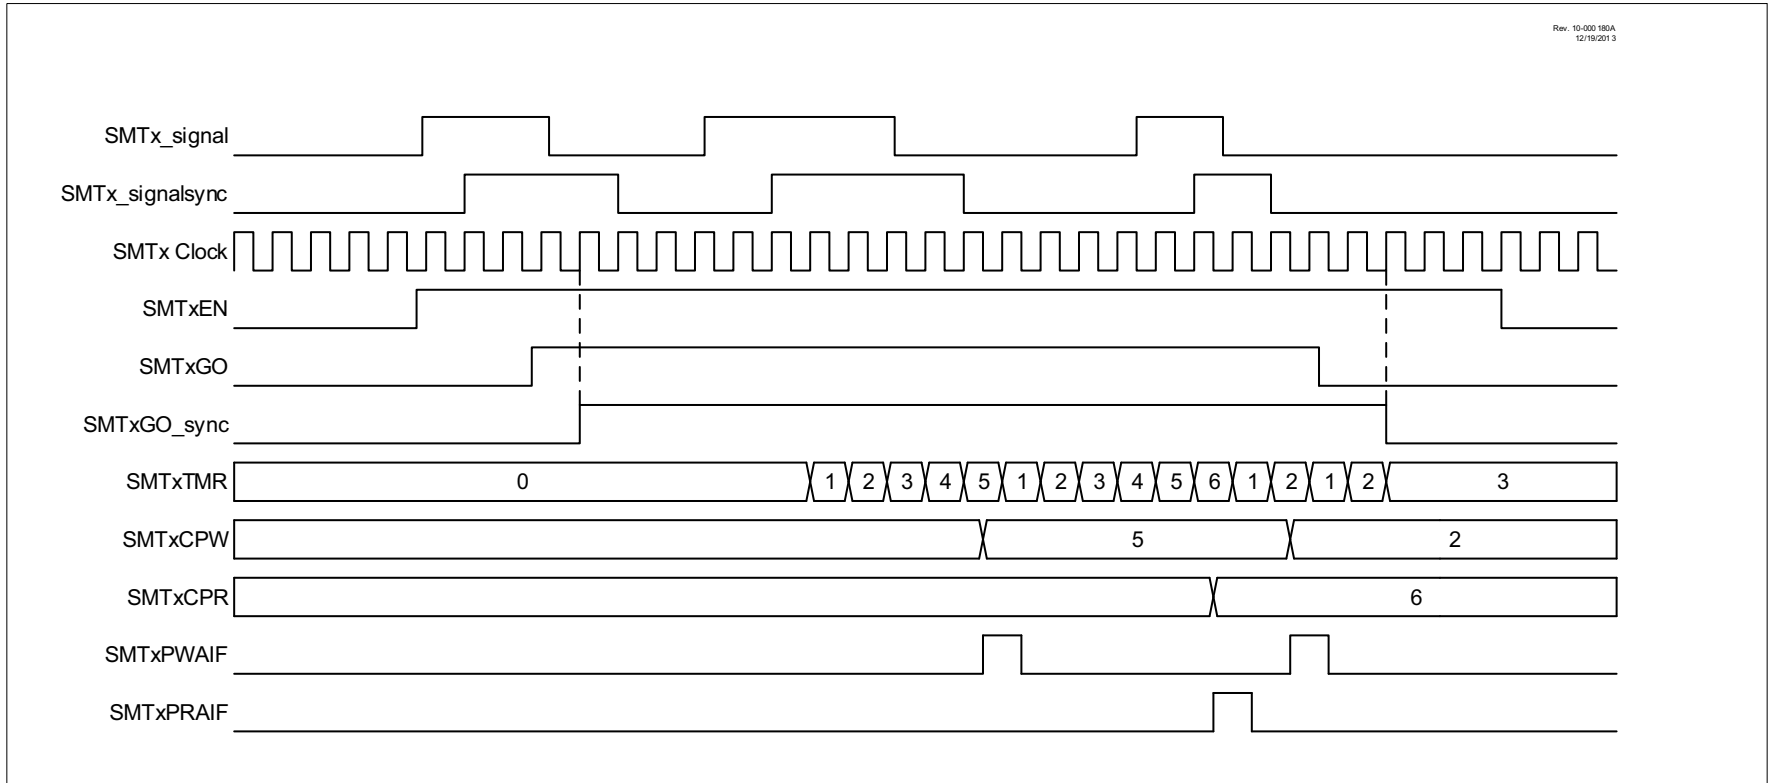 Rev. 10-000 180A
12/19/201 3
SMTx_signal
SMTx_signalsync
SMTx Clock
SMTxEN
SMTxGO
SMTxGO_sync
SMTxTMR 0 1 2 3 4 5 1 2 3 4 5 6 1 2 1 2 3
SMTxCPW 5 2
SMTxCPR 6
SMTxPWAIF
SMTxPRAIF